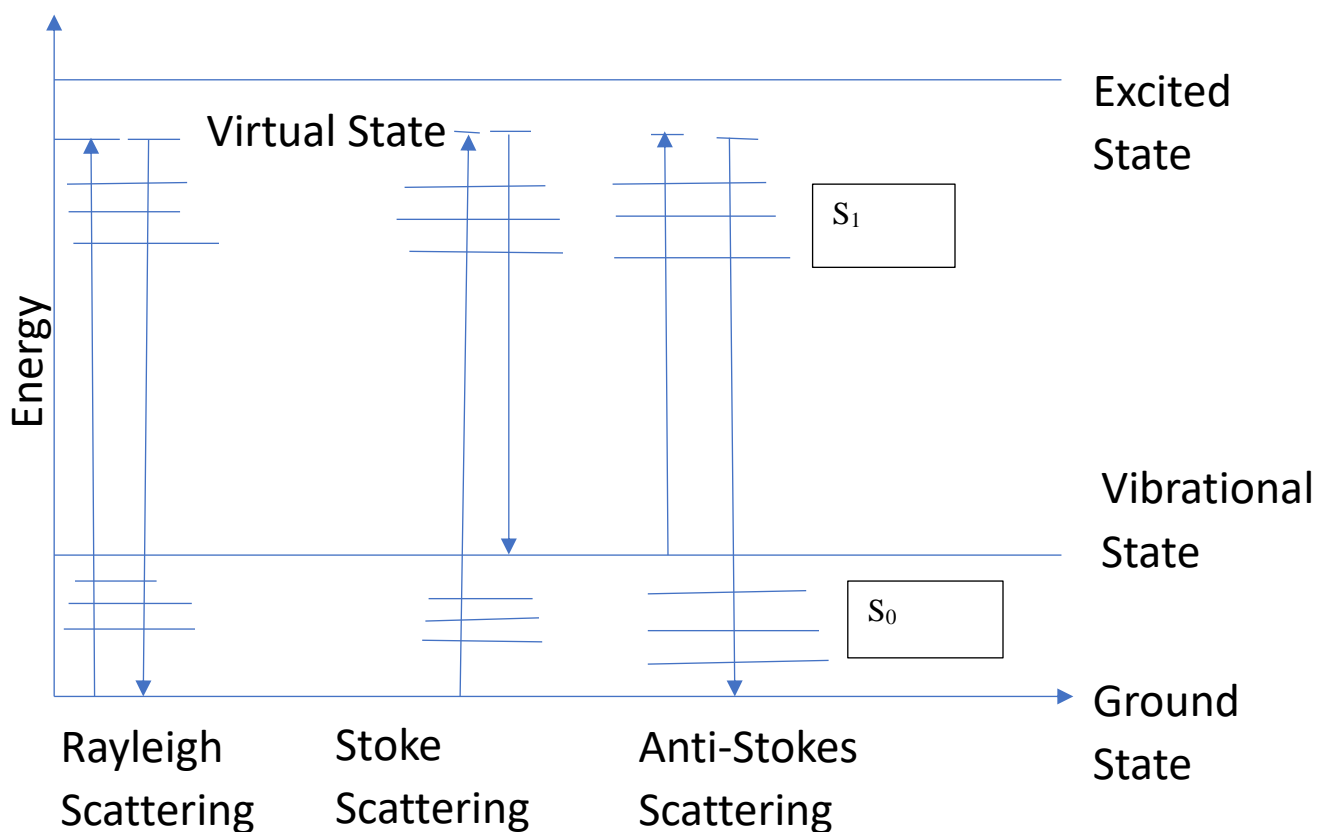 Excited
State
Virtual State
S₁
Energy
Vibrational
State
S₀
Ground
State
Rayleigh
Scattering
Stoke
Scattering
Anti-Stokes
Scattering